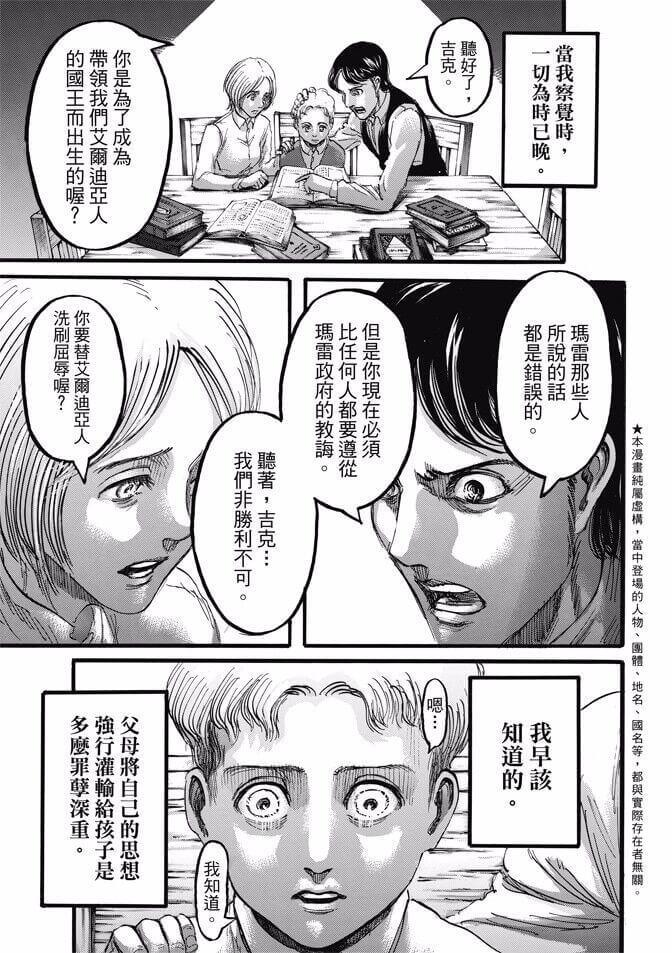 當我察覺時，
一切為時已晚。
聽好了，
吉克。
你是為了成為
帶領我們艾爾迪亞人
的國王而出生的喔？
瑪雷那些人
所說的話
都是錯誤的。
但是你現在必須
比任何人都要遵從
瑪雷政府的教誨。
聽著，吉克…
我們非勝利不可。
你要替艾爾迪亞人
洗刷屈辱喔？
我早該
知道的。
嗯…
我知道。
父母將自己的思想
強行灌輸給孩子是
多麼罪孽深重。
★本漫畫純屬虛構，當中登場的人物、團體、地名、國名等，都與實際存在者無關。